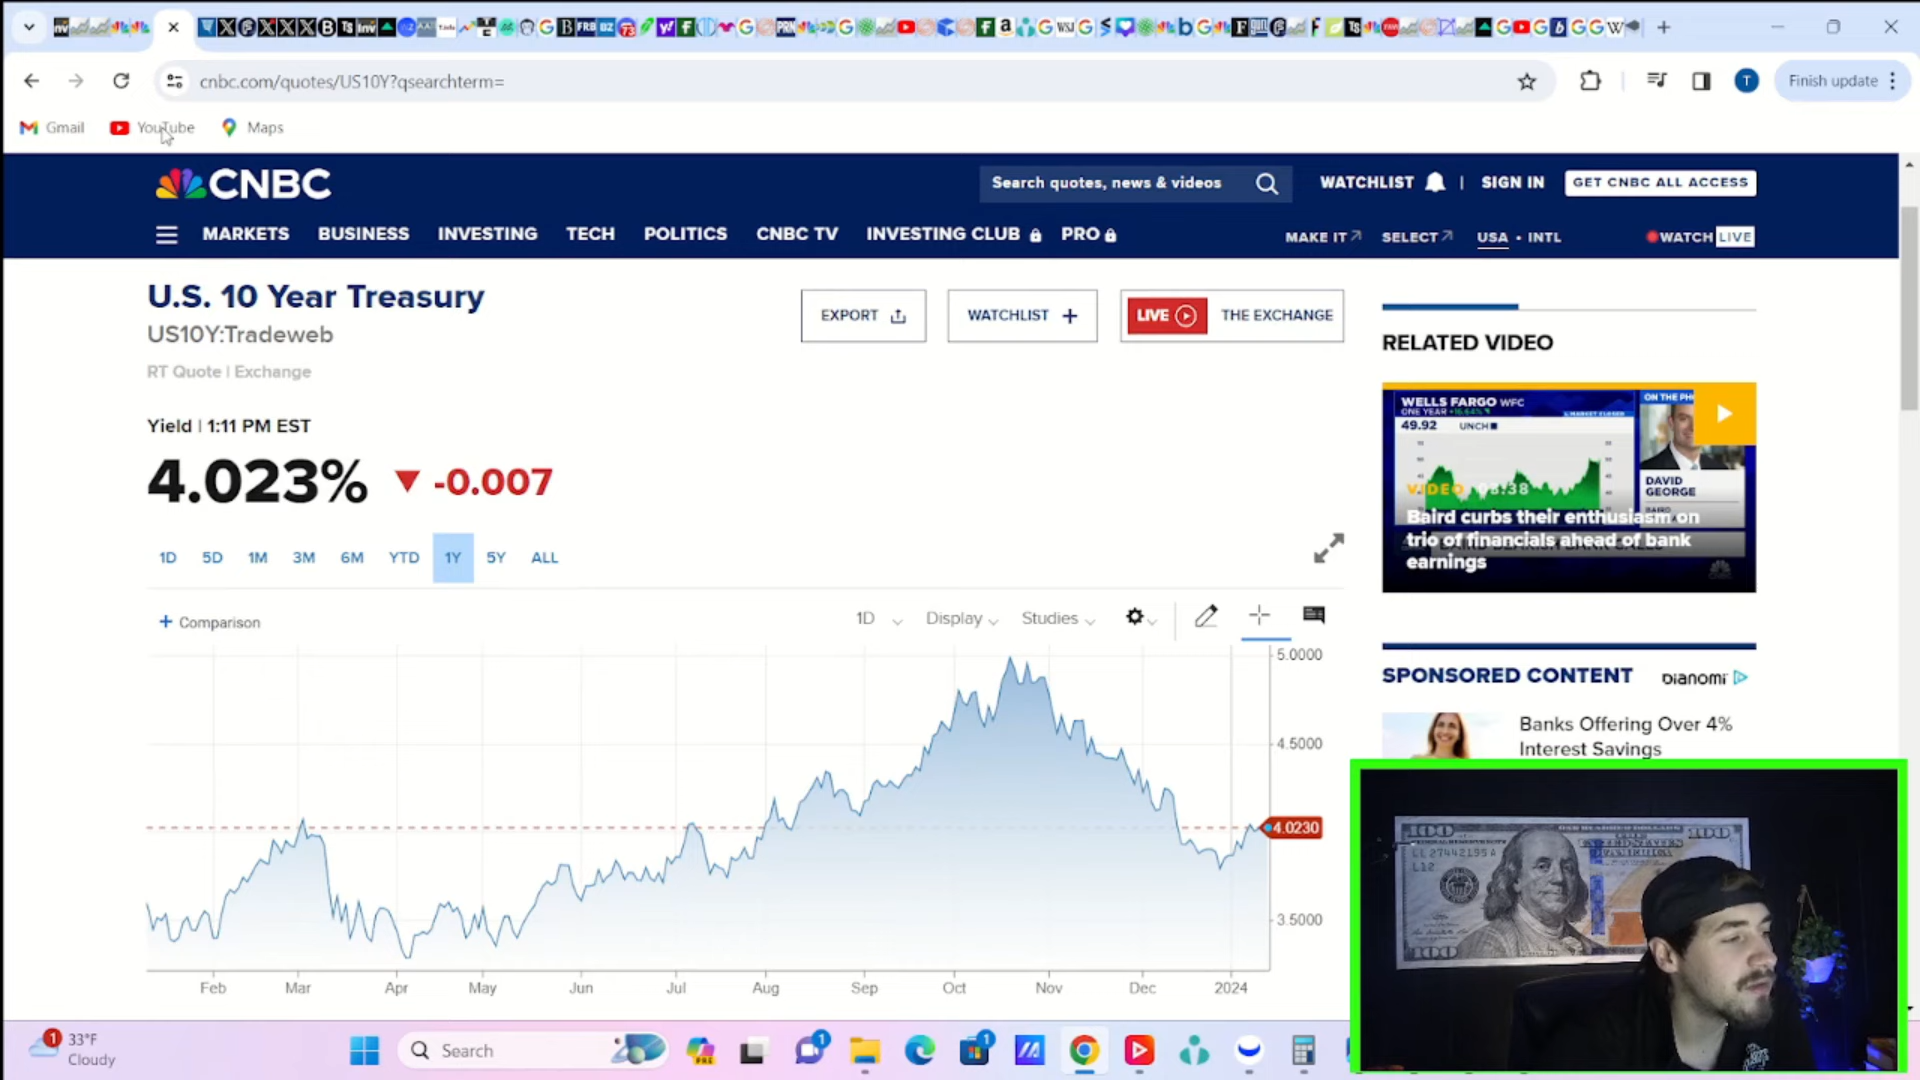 cnbc.com/quotes/US10Y?qsearchterm=
Finish update
Gmail
YouTube
Maps
CNBC
Search quotes, news & videos
WATCHLIST
SIGN IN
GET CNBC ALL ACCESS
MARKETS
BUSINESS
INVESTING
TECH
POLITICS
CNBC TV
INVESTING CLUB
PRO
MAKE IT
SELECT
USA • INTL
WATCH LIVE
U.S. 10 Year Treasury
US10Y:Tradeweb
RT Quote | Exchange
EXPORT
WATCHLIST +
LIVE THE EXCHANGE
Yield | 1:11 PM EST
4.023% ▼ -0.007
1D 5D 1M 3M 6M YTD 1Y 5Y ALL
+ Comparison
1D
Display
Studies
5.0000
4.5000
4.0230
3.5000
Feb Mar Apr May Jun Jul Aug Sep Oct Nov Dec 2024
RELATED VIDEO
WELLS FARGO WFC
49.92 UNCH
DAVID
GEORGE
VIDEO
Baird curbs their enthusiasm on
trio of financials ahead of bank
earnings
SPONSORED CONTENT
DIANOMI
Banks Offering Over 4%
Interest Savings
100
100
100
33°F
Cloudy
Search